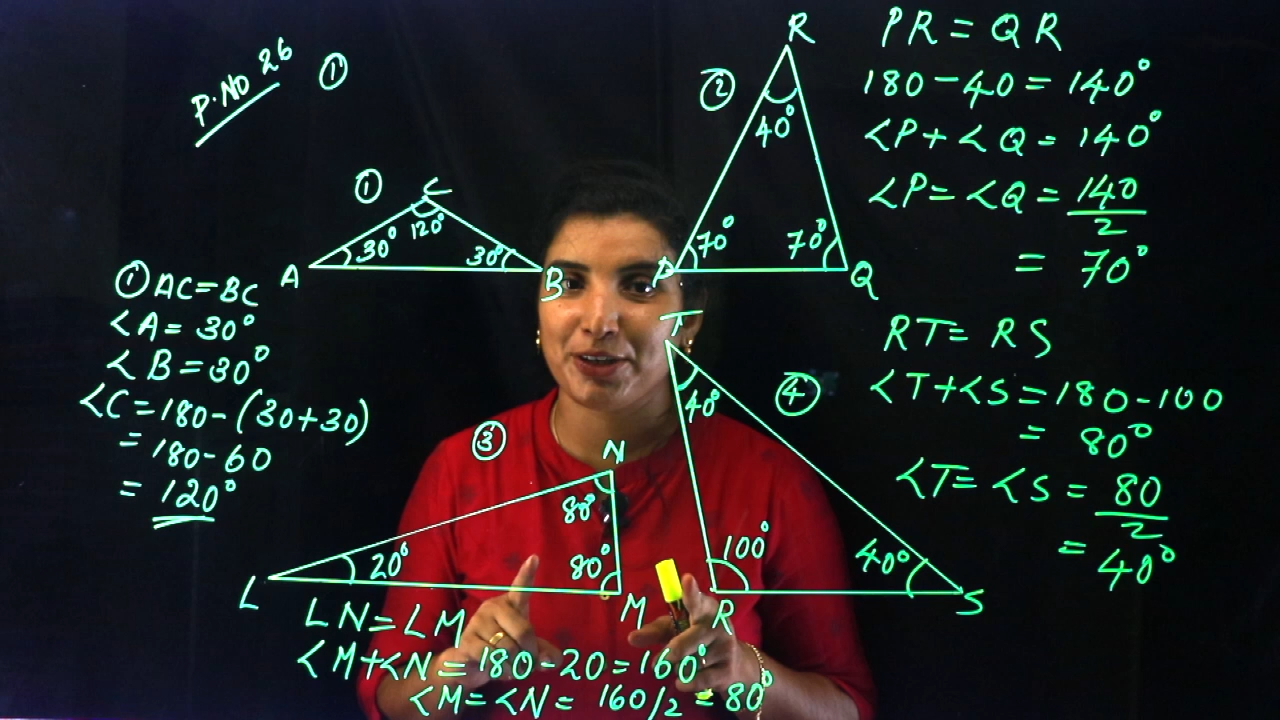 P.NO 26 ①
①
C
120°
30° 30°
A B
① AC=BC
<A= 30°
<B=30°
<C=180-(30+30)
= 180-60
= 120°
②
R
40°
70° 70°
P Q
PR = QR
180-40 = 140°
<P+<Q = 140°
<P=<Q = 140/2
= 70°
③
N
80°
20° 80°
L M
LN=LM
<M+<N=180-20=160°
<M=<N= 160/2 =80°
④
T
40°
100° 40°
R S
RT= RS
<T+<S=180-100
= 80°
<T=<S = 80/2
= 40°